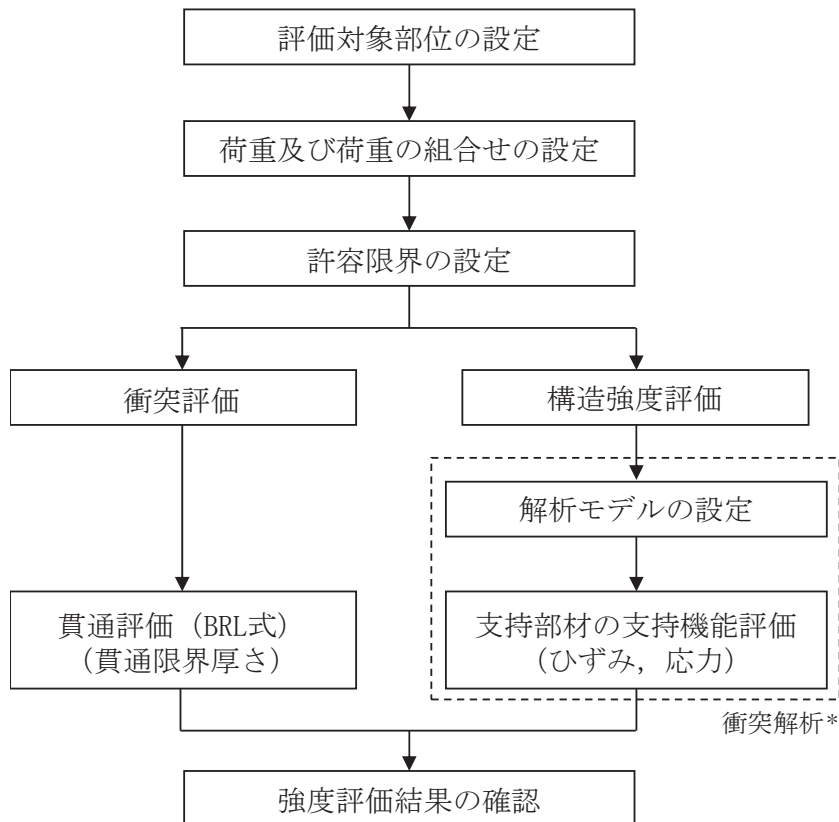 評価対象部位の設定
荷重及び荷重の組合せの設定
許容限界の設定
衝突評価
構造強度評価
解析モデルの設定
貫通評価（BRL式）
（貫通限界厚さ）
支持部材の支持機能評価
（ひずみ，応力）
衝突解析*
強度評価結果の確認